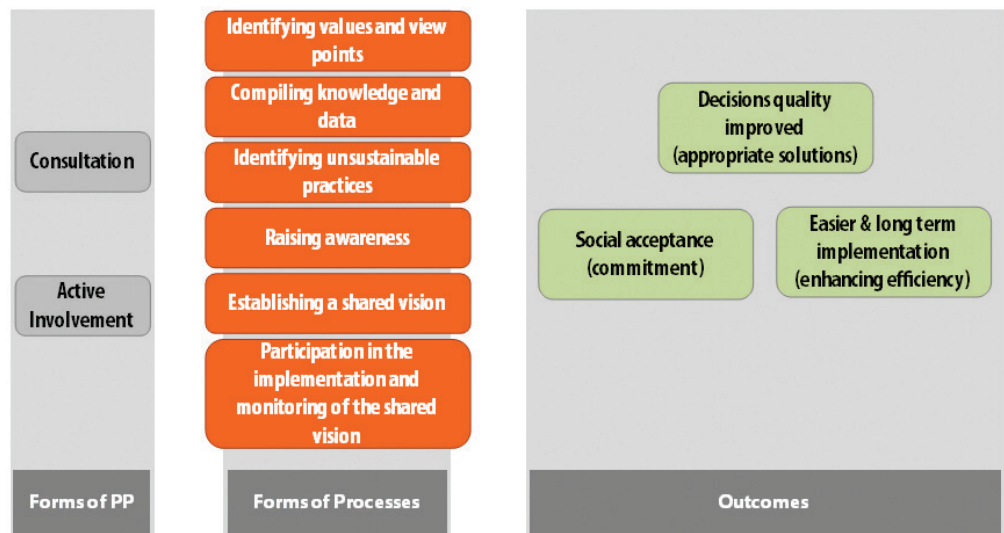 Consultation
Active
Involvement
Forms of PP
Identifying values and view
points
Compiling knowledge and
data
Identifying unsustainable
practices
Raising awareness
Establishing a shared vision
Participation in the
implementation and
monitoring of the shared
vision
Forms of Processes
Decisions quality
improved
(appropriate solutions)
Social acceptance
(commitment)
Easier & long term
implementation
(enhancing efficiency)
Outcomes